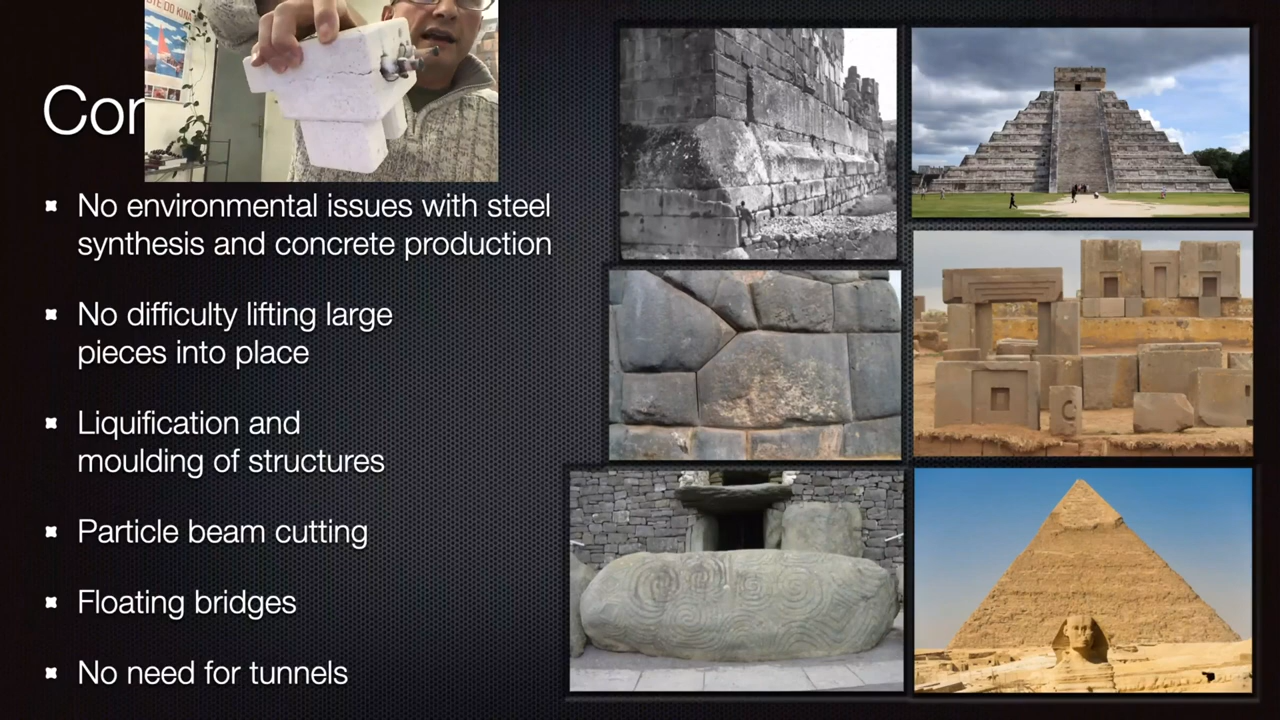 Con
No environmental issues with steel
synthesis and concrete production
No difficulty lifting large
pieces into place
Liquification and
moulding of structures
Particle beam cutting
Floating bridges
No need for tunnels